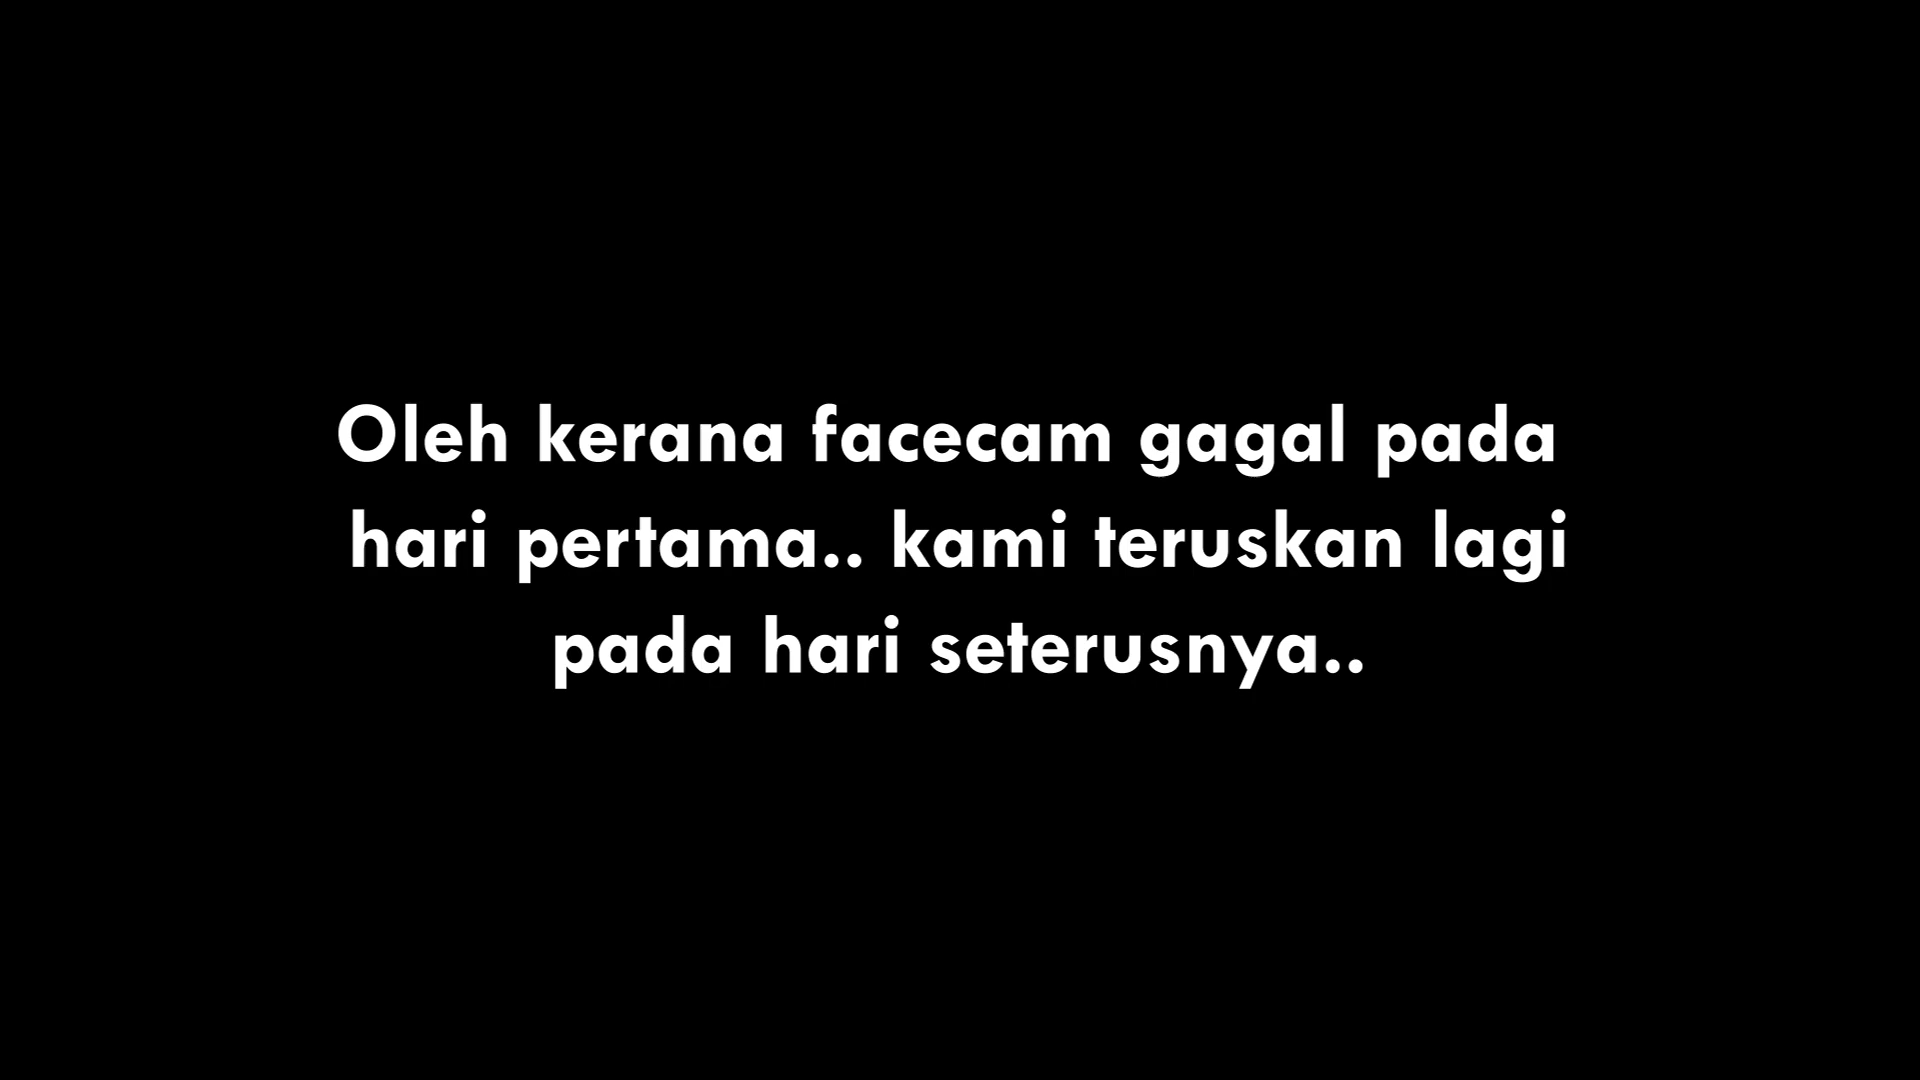 Oleh kerana facecam gagal pada
hari pertama.. kami teruskan lagi
pada hari seterusnya..